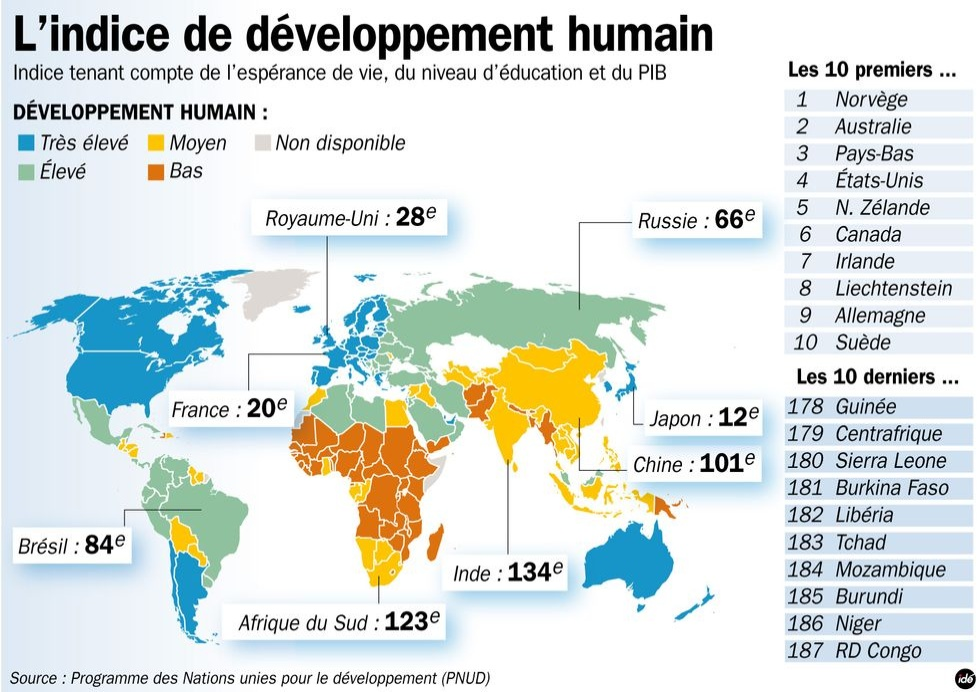 L'indice de développement humain
Indice tenant compte de l'espérance de vie, du niveau d'éducation et du PIB
DÉVELOPPEMENT HUMAIN :
Très élevé
Moyen
Non disponible
Élevé
Bas
Royaume-Uni : 28e
Russie : 66e
France : 20e
Japon : 12e
Chine : 101e
Brésil : 84e
Inde : 134e
Afrique du Sud : 123e
Les 10 premiers ...
1 Norvège
2 Australie
3 Pays-Bas
4 États-Unis
5 N. Zélande
6 Canada
7 Irlande
8 Liechtenstein
9 Allemagne
10 Suède
Les 10 derniers ...
178 Guinée
179 Centrafrique
180 Sierra Leone
181 Burkina Faso
182 Libéria
183 Tchad
184 Mozambique
185 Burundi
186 Niger
187 RD Congo
Source : Programme des Nations unies pour le développement (PNUD)
idé